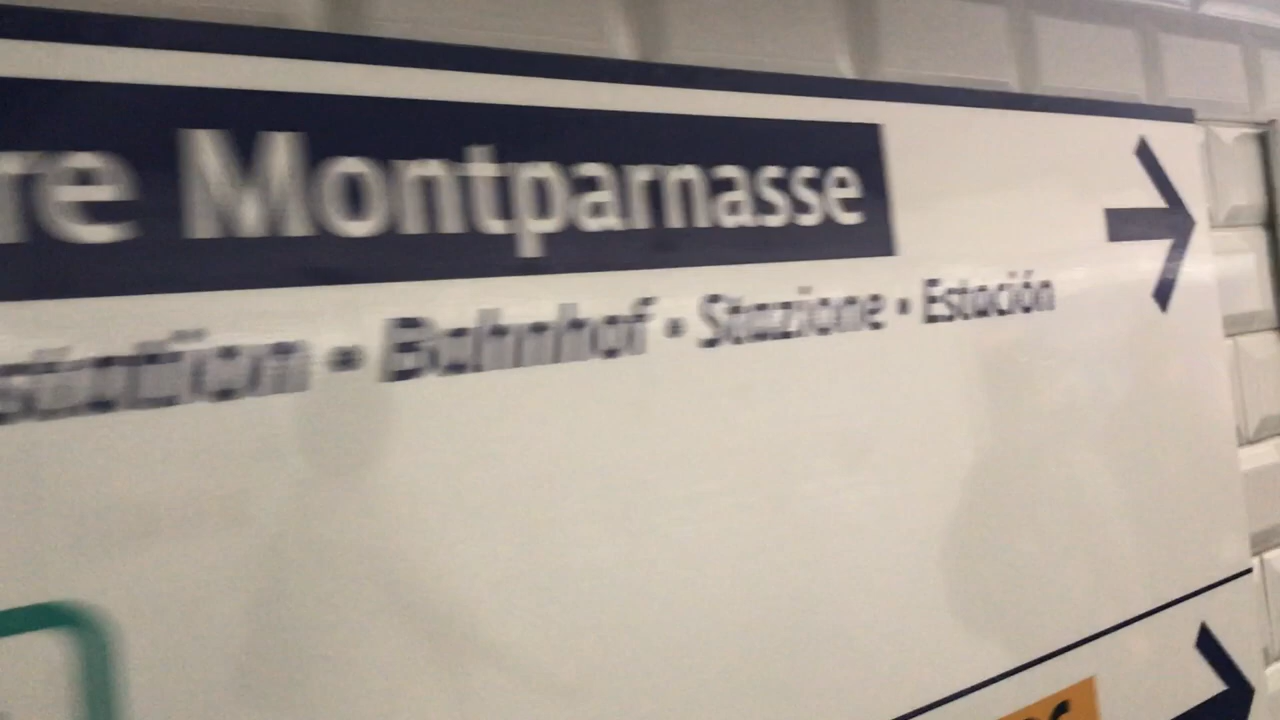 re Montparnasse
station • Bahnhof • Stazione • Estación